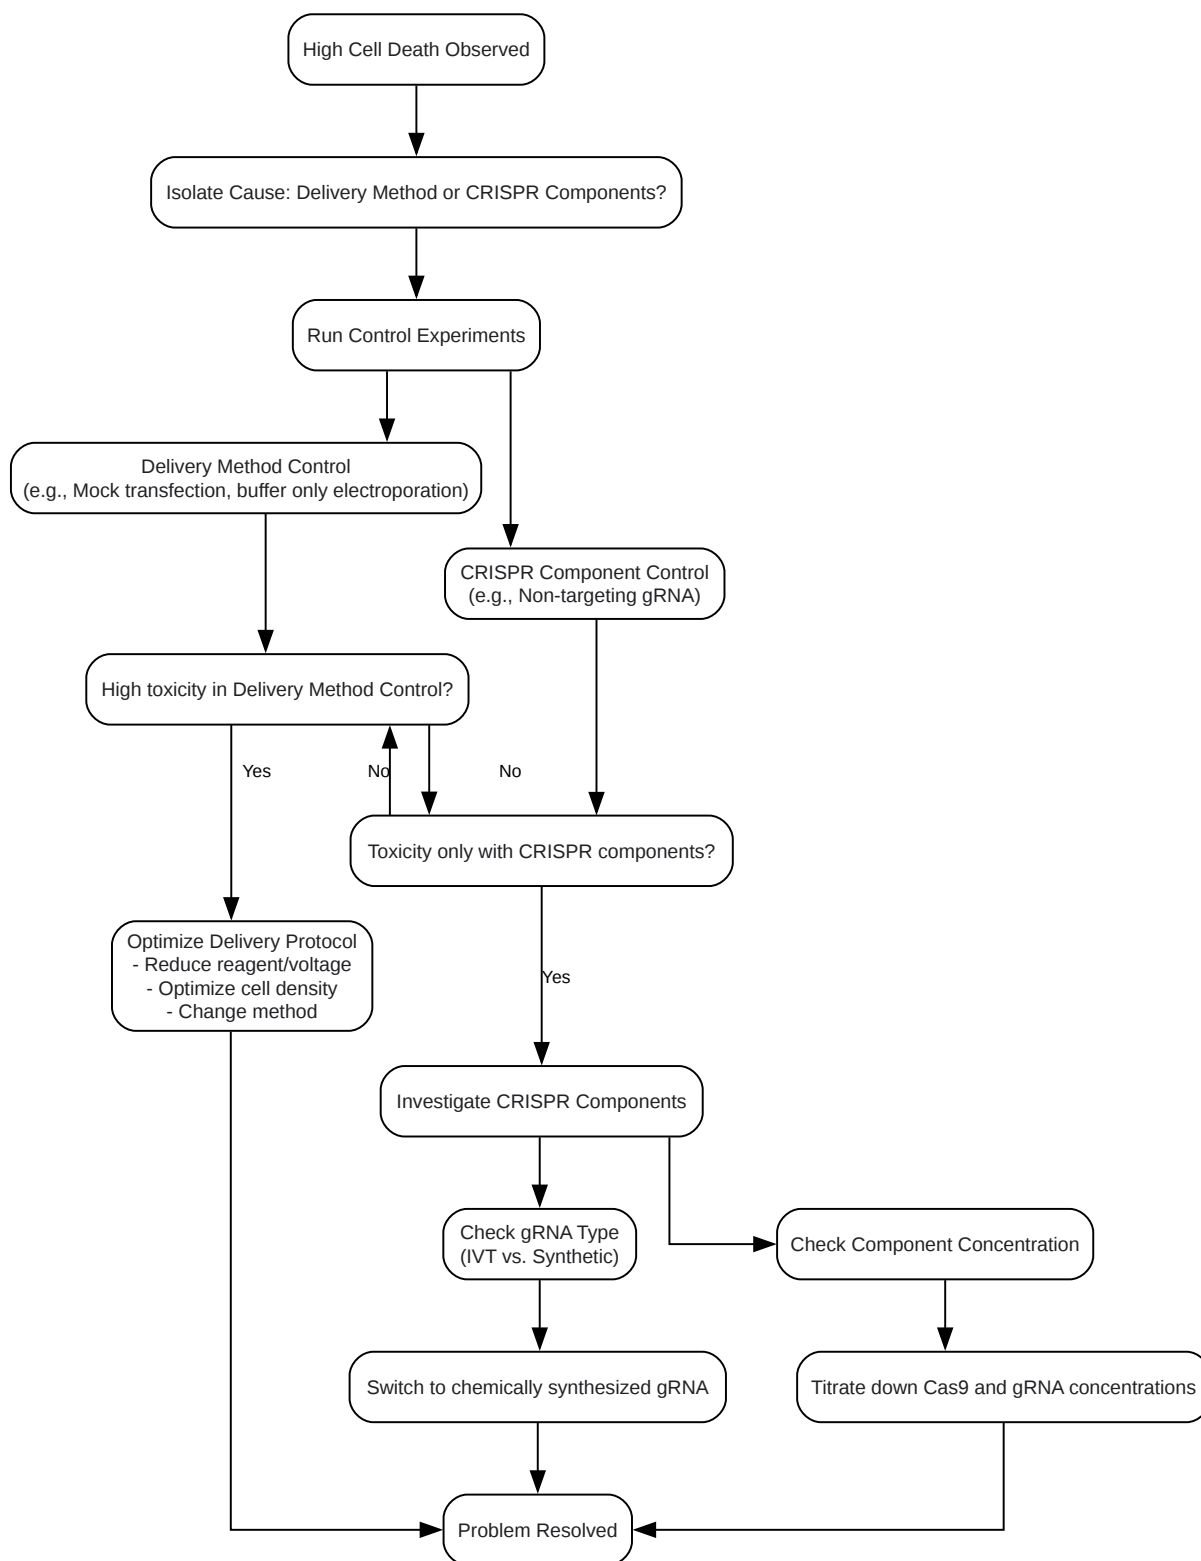 High Cell Death Observed
Isolate Cause: Delivery Method or CRISPR Components?
Run Control Experiments
Delivery Method Control
(e.g., Mock transfection, buffer only electroporation)
CRISPR Component Control
(e.g., Non-targeting gRNA)
High toxicity in Delivery Method Control?
Yes
No
No
Toxicity only with CRISPR components?
Optimize Delivery Protocol
- Reduce reagent/voltage
- Optimize cell density
- Change method
Yes
Investigate CRISPR Components
Check gRNA Type
(IVT vs. Synthetic)
Check Component Concentration
Switch to chemically synthesized gRNA
Titrate down Cas9 and gRNA concentrations
Problem Resolved